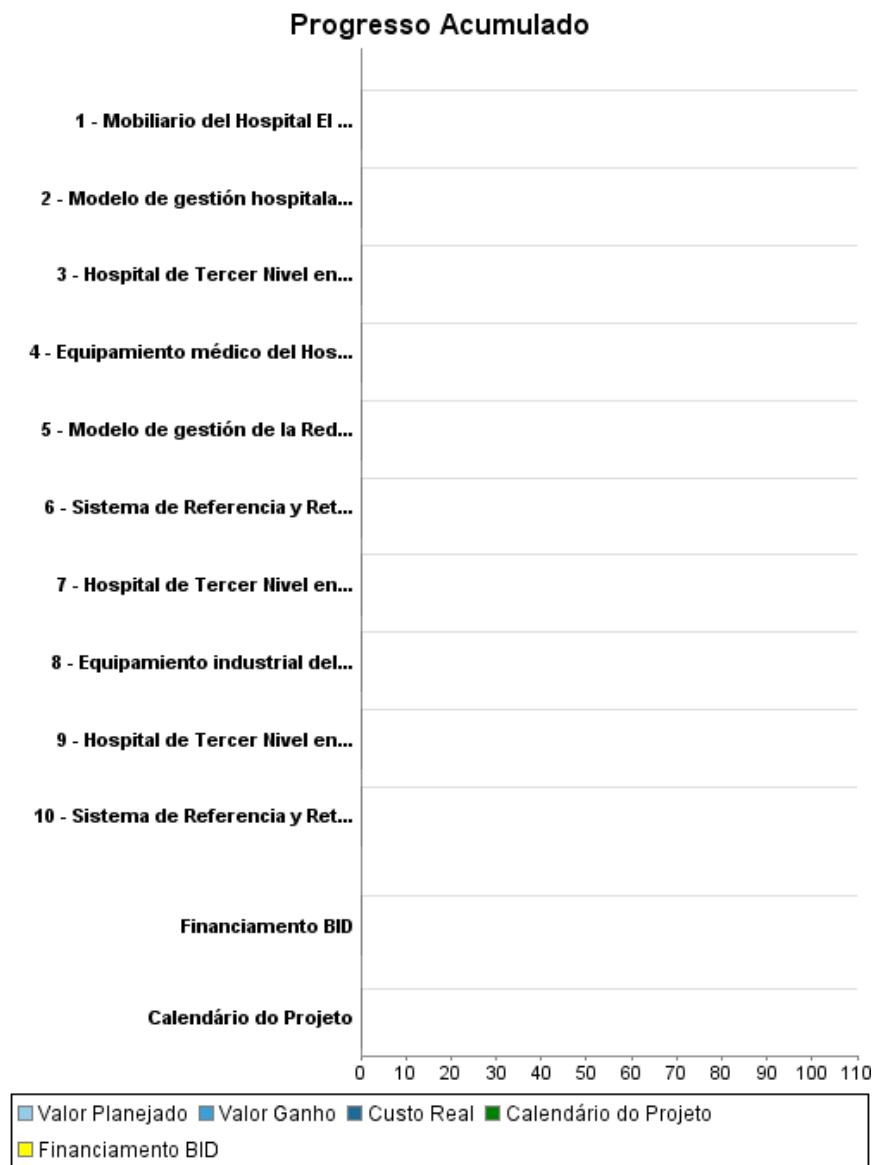 Progresso Acumulado
1 - Mobiliario del Hospital El ...
2 - Modelo de gestión hospitala...
3 - Hospital de Tercer Nivel en...
4 - Equipamiento médico del Hos...
5 - Modelo de gestión de la Red...
6 - Sistema de Referencia y Ret...
7 - Hospital de Tercer Nivel en...
8 - Equipamiento industrial del...
9 - Hospital de Tercer Nivel en...
10 - Sistema de Referencia y Ret...
Financiamento BID
Calendário do Projeto
0 10 20 30 40 50 60 70 80 90 100 110
Valor Planejado Valor Ganho Custo Real Calendário do Projeto
Financiamento BID